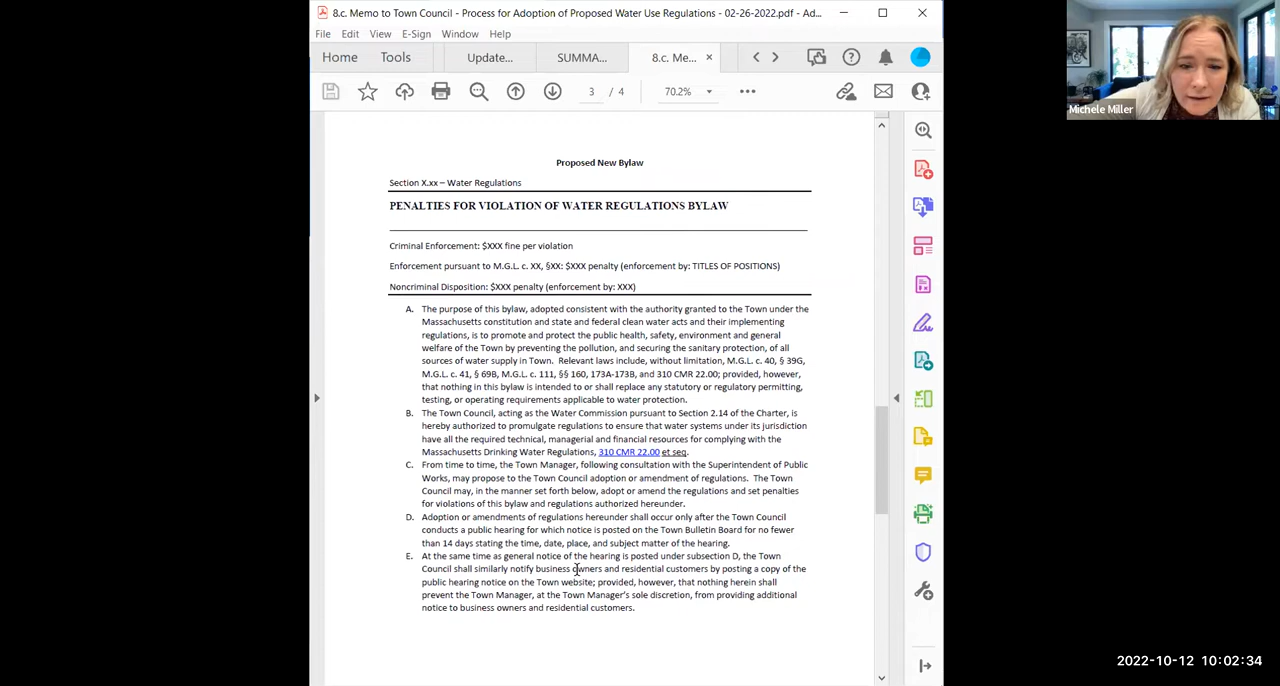 8.c. Memo to Town Council - Process for Adoption of Proposed Water Use Regulations - 02-26-2022.pdf - Ad...
File Edit View E-Sign Window Help
Home Tools Update... SUMMA... 8.c. Me... ×
3 / 4 70.2%
Michele Miller
Proposed New Bylaw
Section X.xx – Water Regulations
PENALTIES FOR VIOLATION OF WATER REGULATIONS BYLAW
Criminal Enforcement: $XXX fine per violation
Enforcement pursuant to M.G.L. c. XX, §XX: $XXX penalty (enforcement by: TITLES OF POSITIONS)
Noncriminal Disposition: $XXX penalty (enforcement by: XXX)
A. The purpose of this bylaw, adopted consistent with the authority granted to the Town under the
Massachusetts constitution and state and federal clean water acts and their implementing
regulations, is to promote and protect the public health, safety, environment and general
welfare of the Town by preventing the pollution, and securing the sanitary protection, of all
sources of water supply in Town. Relevant laws include, without limitation, M.G.L. c. 40, § 39G,
M.G.L. c. 41, § 69B, M.G.L. c. 111, §§ 160, 173A-173B, and 310 CMR 22.00; provided, however,
that nothing in this bylaw is intended to or shall replace any statutory or regulatory permitting,
testing, or operating requirements applicable to water protection.
B. The Town Council, acting as the Water Commission pursuant to Section 2.14 of the Charter, is
hereby authorized to promulgate regulations to ensure that water systems under its jurisdiction
have all the required technical, managerial and financial resources for complying with the
Massachusetts Drinking Water Regulations, 310 CMR 22.00 et seq.
C. From time to time, the Town Manager, following consultation with the Superintendent of Public
Works, may propose to the Town Council adoption or amendment of regulations. The Town
Council may, in the manner set forth below, adopt or amend the regulations and set penalties
for violations of this bylaw and regulations authorized hereunder.
D. Adoption or amendments of regulations hereunder shall occur only after the Town Council
conducts a public hearing for which notice is posted on the Town Bulletin Board for no fewer
than 14 days stating the time, date, place, and subject matter of the hearing.
E. At the same time as general notice of the hearing is posted under subsection D, the Town
Council shall similarly notify business owners and residential customers by posting a copy of the
public hearing notice on the Town website; provided, however, that nothing herein shall
prevent the Town Manager, at the Town Manager's sole discretion, from providing additional
notice to business owners and residential customers.
2022-10-12 10:02:34